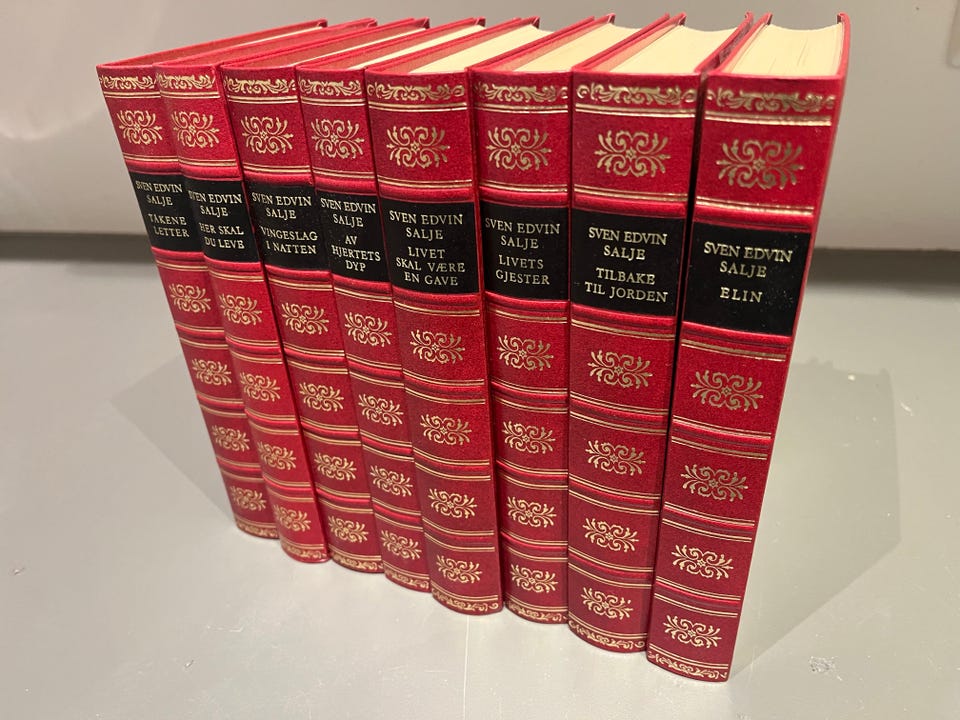 SVEN EDVIN
SALJE
TÅKENE
LETTER
SVEN EDVIN
SALJE
HER SKAL
DU LEVE
SVEN EDVIN
SALJE
VINGESLAG
I NATTEN
SVEN EDVIN
SALJE
AV
HJERTETS
DYP
SVEN EDVIN
SALJE
LIVET
SKAL VÆRE
EN GAVE
SVEN EDVIN
SALJE
LIVETS
GJESTER
SVEN EDVIN
SALJE
TILBAKE
TIL JORDEN
SVEN EDVIN
SALJE
ELIN